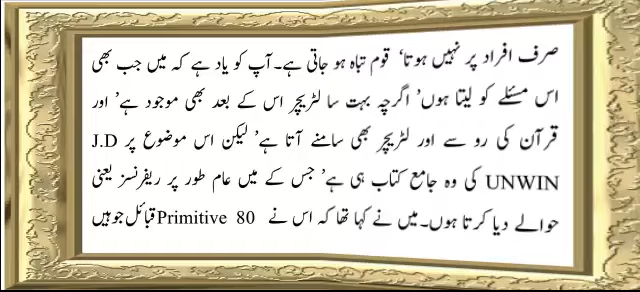 صرف افراد پر نہیں ہوتا‘ قوم تباہ ہو جاتی ہے۔ آپ کو یاد ہے کہ میں جب بھی
اس مسئلے کو لیتا ہوں’ اگرچہ بہت سا لٹریچر اس کے بعد بھی موجود ہے’ اور
قرآن کی رو سے اور لٹریچر بھی سامنے آتا ہے’ لیکن اس موضوع پر J.D
UNWIN کی وہ جامع کتاب ہی ہے’ جس کے میں عام طور پر ریفرنسز یعنی
حوالے دیا کرتا ہوں۔ میں نے کہا تھا کہ اس نے 80 Primitive قبائل جو ہیں